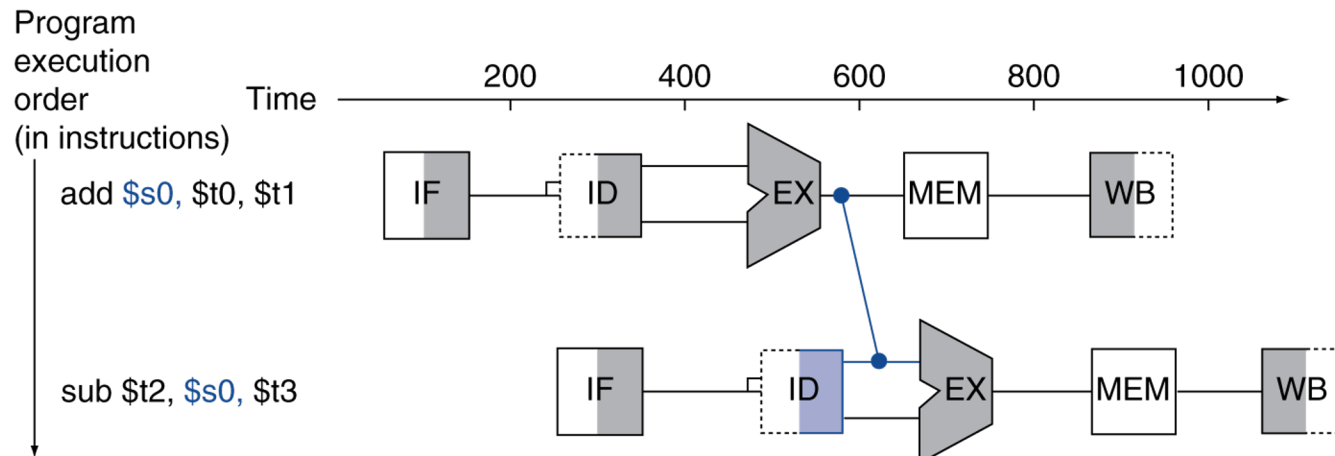 Program
execution
order
(in instructions)
Time
200 400 600 800 1000
add $s0, $t0, $t1
IF ID EX MEM WB
sub $t2, $s0, $t3
IF ID EX MEM WB